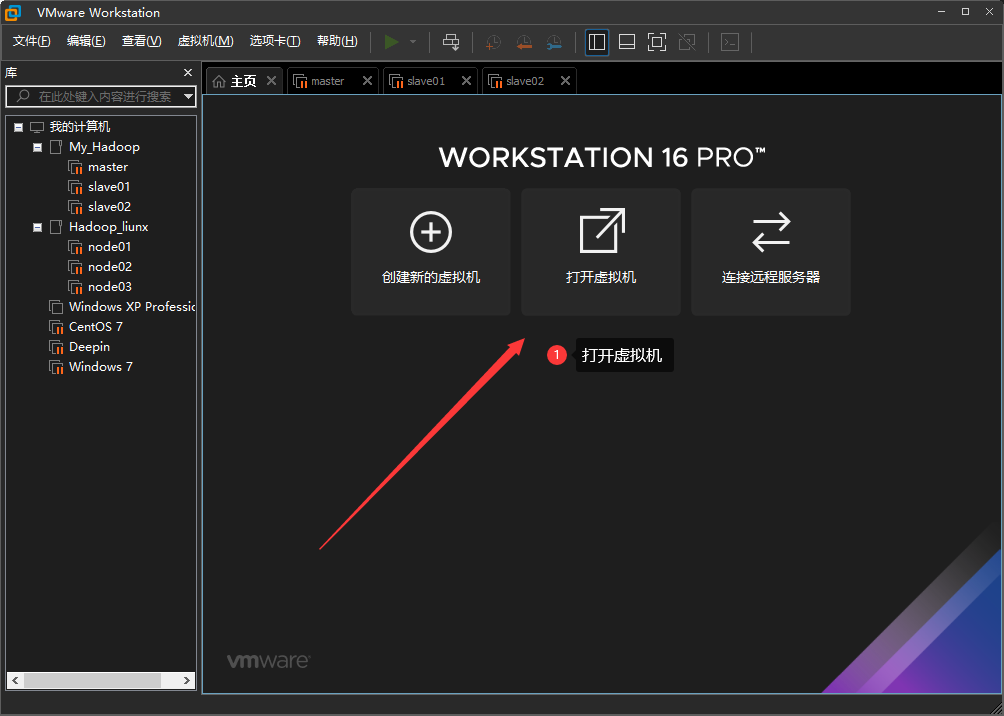 VMware Workstation
文件(F) 编辑(E) 查看(V) 虚拟机(M) 选项卡(T) 帮助(H)
库
在此处键入内容进行搜索
我的计算机
My_Hadoop
master
slave01
slave02
Hadoop_liunx
node01
node02
node03
Windows XP Professic
CentOS 7
Deepin
Windows 7
主页 master slave01 slave02
WORKSTATION 16 PRO™
创建新的虚拟机 打开虚拟机 连接远程服务器
1 打开虚拟机
vmware